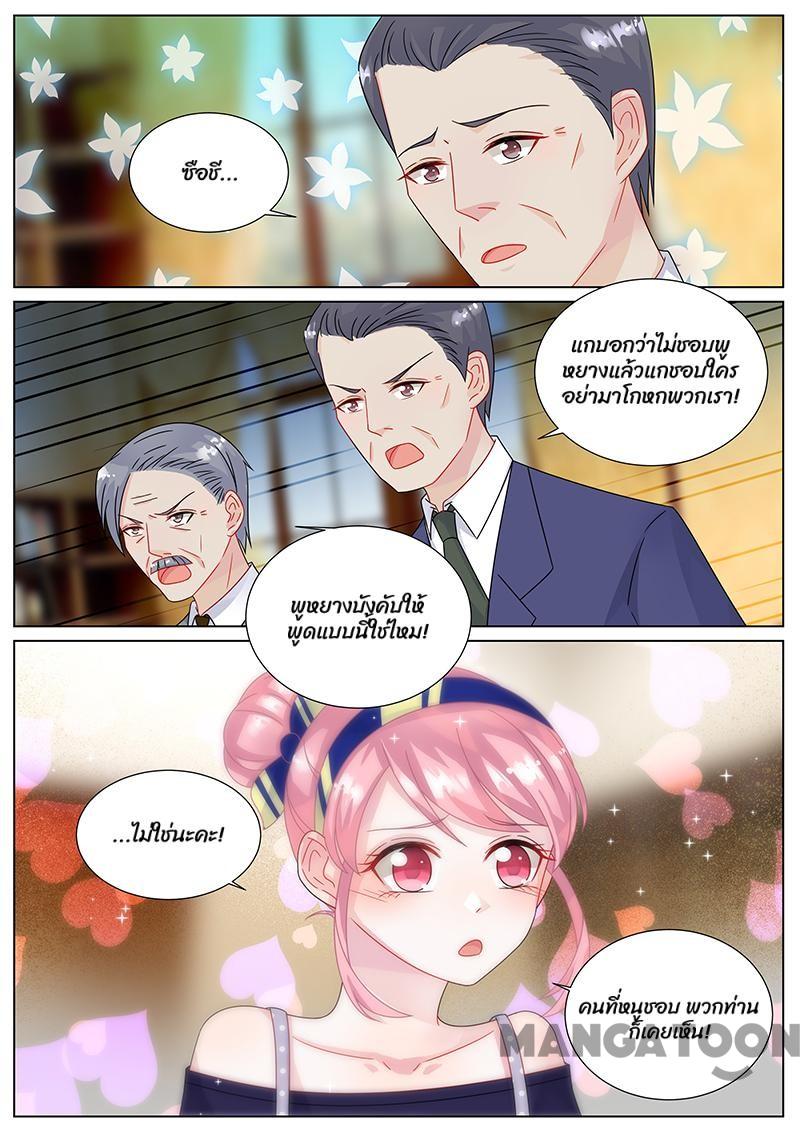 ซือซี...
แกบอกว่าไม่ชอบพู
หยางแล้วแกชอบใคร
อย่ามาโกหกพวกเรา!
พูหยางบังคับให้
พูดแบบนี้ใช่ไหม!
...ไม่ใช่นะคะ!
คนที่หนูชอบ พวกท่าน
ก็เคยเห็น!
MANGATOON